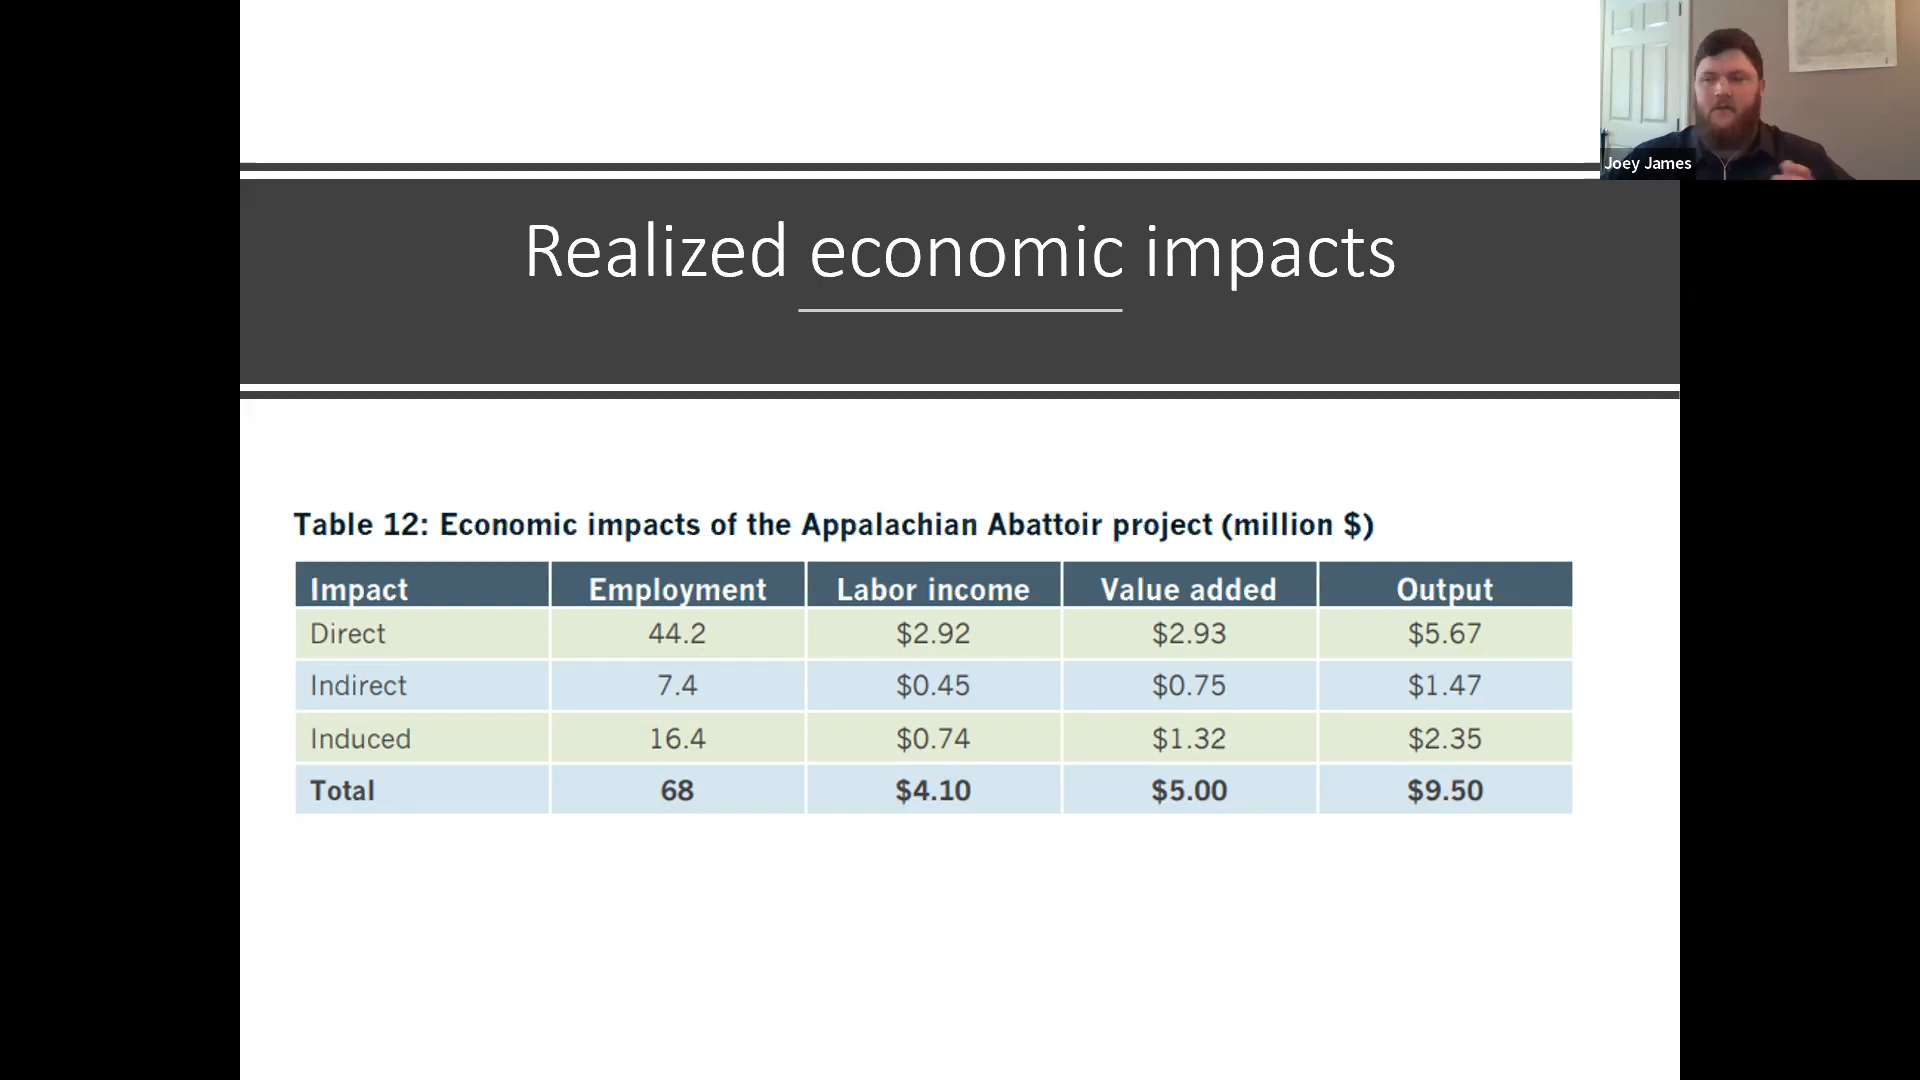 Joey James
Realized economic impacts
Table 12: Economic impacts of the Appalachian Abattoir project (million $)
Impact Employment Labor income Value added Output
Direct 44.2 $2.92 $2.93 $5.67
Indirect 7.4 $0.45 $0.75 $1.47
Induced 16.4 $0.74 $1.32 $2.35
Total 68 $4.10 $5.00 $9.50